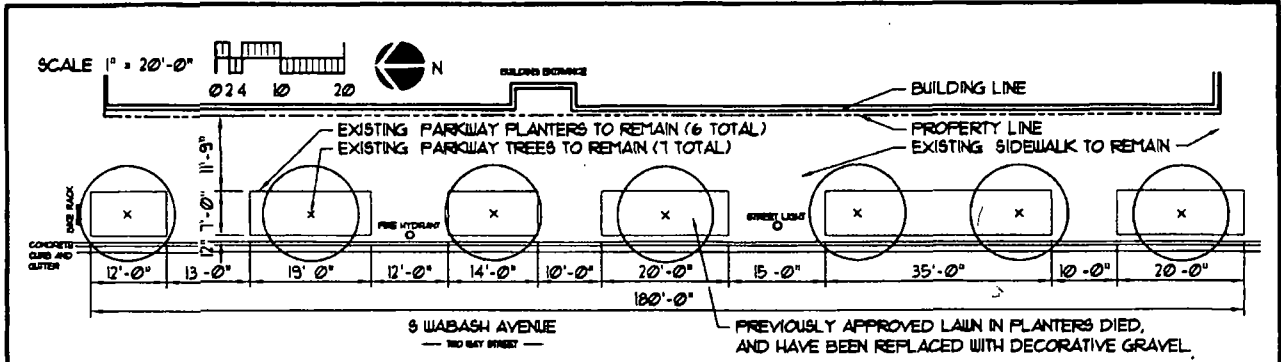 SCALE 1" = 20'-0"
0 2 4 10 20
N
BUILDING ENTRANCE
BUILDING LINE
PROPERTY LINE
EXISTING PARKWAY PLANTERS TO REMAIN (6 TOTAL)
EXISTING PARKWAY TREES TO REMAIN (7 TOTAL)
EXISTING SIDEWALK TO REMAIN
11'-9"
7'-0"
12"
BIKE RACK
FIRE HYDRANT
STREET LIGHT
CONCRETE
CURB AND
GUTTER
12'-0" 13'-0" 19'-0" 12'-0" 14'-0" 10'-0" 20'-0" 15'-0" 35'-0" 10'-0" 20'-0"
180'-0"
S WABASH AVENUE
TWO WAY STREET
PREVIOUSLY APPROVED LAWN IN PLANTERS DIED,
AND HAVE BEEN REPLACED WITH DECORATIVE GRAVEL